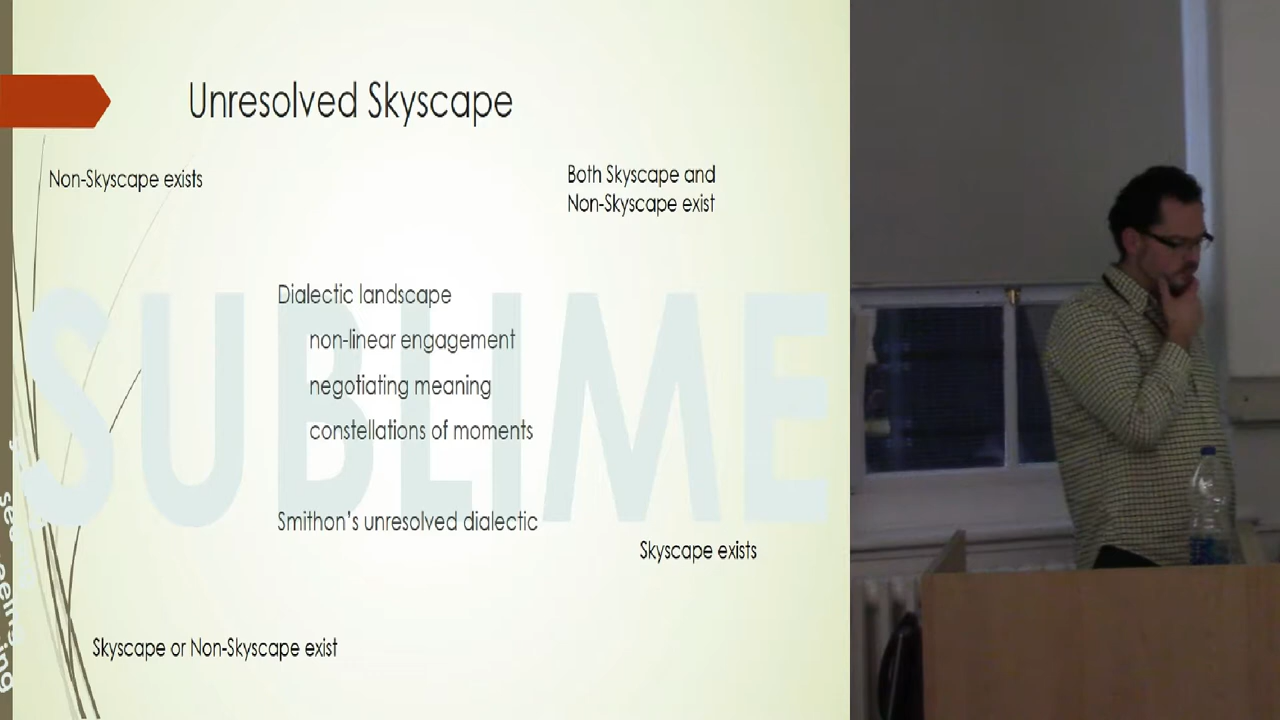 Unresolved Skyscape
Non-Skyscape exists
Both Skyscape and
Non-Skyscape exist
Dialectic landscape
non-linear engagement
negotiating meaning
constellations of moments
SUBLIME
Smithon's unresolved dialectic
Skyscape exists
Skyscape or Non-Skyscape exist